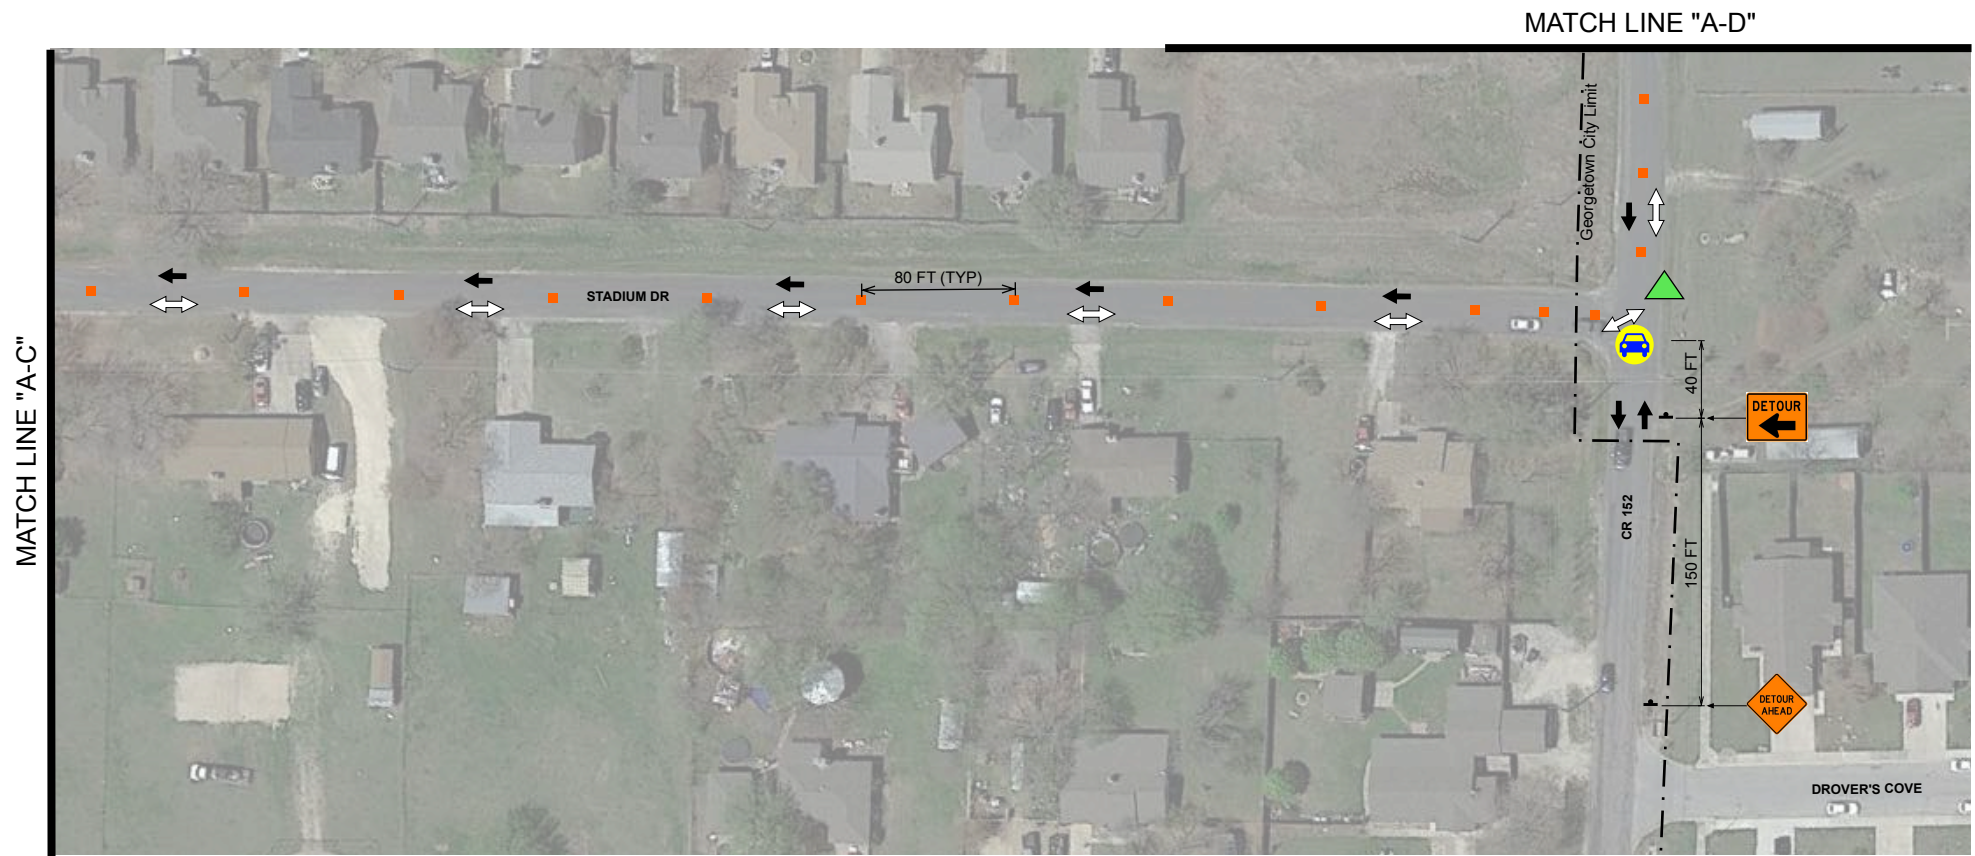 MATCH LINE "A-D"
Georgetown City Limit
80 FT (TYP)
STADIUM DR
MATCH LINE "A-C"
40 FT
DETOUR
CR 152
150 FT
DETOUR
AHEAD
DROVER'S COVE